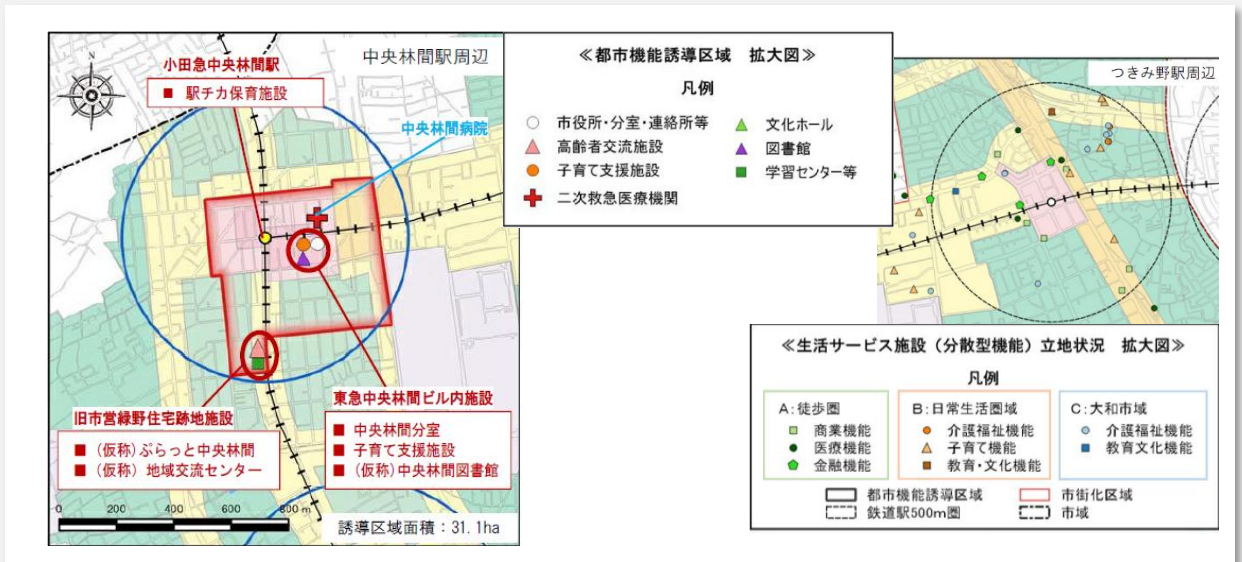 中央林間駅周辺
N
小田急中央林間駅
■ 駅チカ保育施設
中央林間病院
旧市営緑野住宅跡地施設
■ (仮称)ぷらっと中央林間
■ (仮称)地域交流センター
東急中央林間ビル内施設
■ 中央林間分室
■ 子育て支援施設
■ (仮称)中央林間図書館
0 200 400 600 800 m
誘導区域面積:31.1ha
≪都市機能誘導区域 拡大図≫
凡例
市役所・分室・連絡所等
高齢者交流施設
子育て支援施設
二次救急医療機関
文化ホール
図書館
学習センター等
つきみ野駅周辺
≪生活サービス施設(分散型機能)立地状況 拡大図≫
凡例
A:徒歩圏
商業機能
医療機能
金融機能
B:日常生活圏域
介護福祉機能
子育て機能
教育・文化機能
C:大和市域
介護福祉機能
教育文化機能
都市機能誘導区域
市街化区域
鉄道駅500m圏
市域